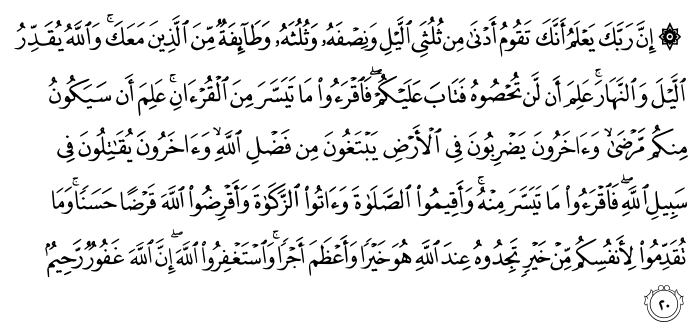 ۞ إِنَّ رَبَّكَ يَعْلَمُ أَنَّكَ تَقُومُ أَدْنَىٰ مِن ثُلُثَىِ ٱلَّيْلِ وَنِصْفَهُۥ وَثُلُثَهُۥ وَطَآئِفَةٌ مِّنَ ٱلَّذِينَ مَعَكَ ۚ وَٱللَّهُ يُقَدِّرُ
ٱلَّيْلَ وَٱلنَّهَارَ ۚ عَلِمَ أَن لَّن تُحْصُوهُ فَتَابَ عَلَيْكُمْ ۖ فَٱقْرَءُوا۟ مَا تَيَسَّرَ مِنَ ٱلْقُرْءَانِ ۚ عَلِمَ أَن سَيَكُونُ
مِنكُم مَّرْضَىٰ ۙ وَءَاخَرُونَ يَضْرِبُونَ فِى ٱلْأَرْضِ يَبْتَغُونَ مِن فَضْلِ ٱللَّهِ ۙ وَءَاخَرُونَ يُقَٰتِلُونَ فِى
سَبِيلِ ٱللَّهِ ۖ فَٱقْرَءُوا۟ مَا تَيَسَّرَ مِنْهُ ۚ وَأَقِيمُوا۟ ٱلصَّلَوٰةَ وَءَاتُوا۟ ٱلزَّكَوٰةَ وَأَقْرِضُوا۟ ٱللَّهَ قَرْضًا حَسَنًا ۚ وَمَا
تُقَدِّمُوا۟ لِأَنفُسِكُم مِّنْ خَيْرٍ تَجِدُوهُ عِندَ ٱللَّهِ هُوَ خَيْرًا وَأَعْظَمَ أَجْرًا ۚ وَٱسْتَغْفِرُوا۟ ٱللَّهَ ۖ إِنَّ ٱللَّهَ غَفُورٌ رَّحِيمٌۢ
٢٠